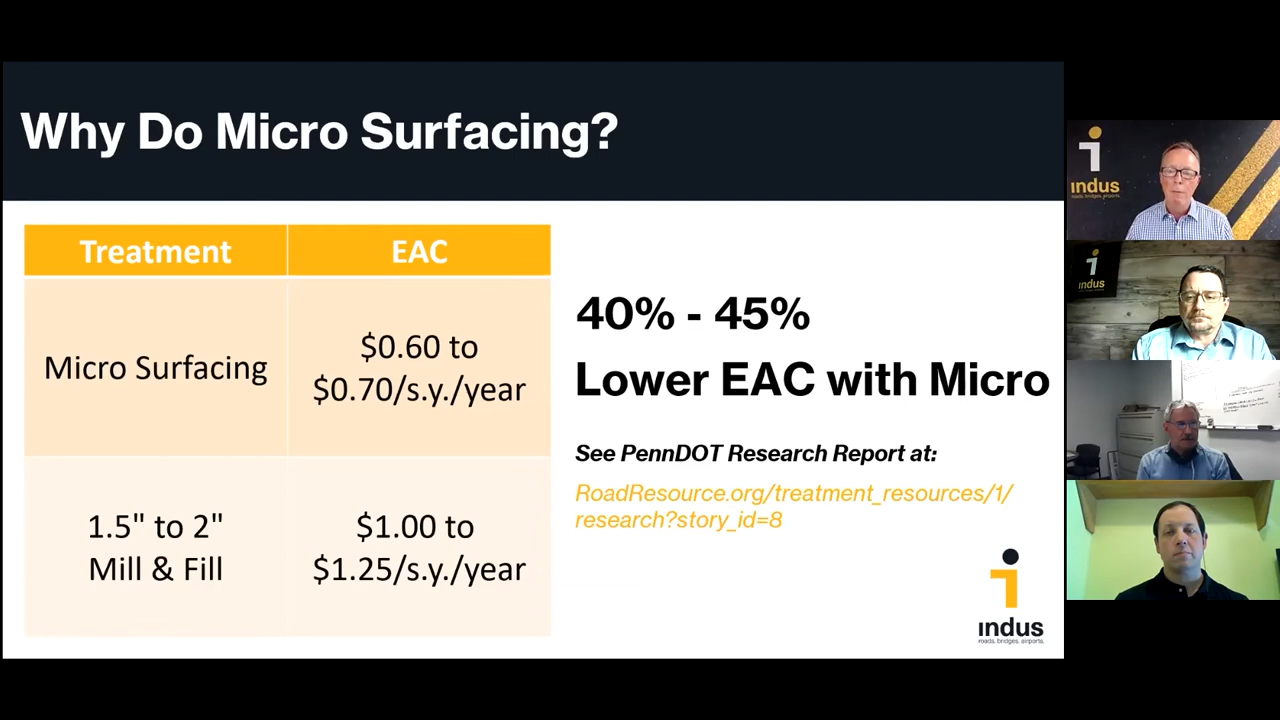 Why Do Micro Surfacing?
Treatment
EAC
Micro Surfacing
$0.60 to
$0.70/s.y./year
1.5" to 2"
Mill & Fill
$1.00 to
$1.25/s.y./year
40% - 45%
Lower EAC with Micro
See PennDOT Research Report at:
RoadResource.org/treatment_resources/1/
research?story_id=8
indus
roads. bridges. airports.
indus
roads. bridges. airports.
indus